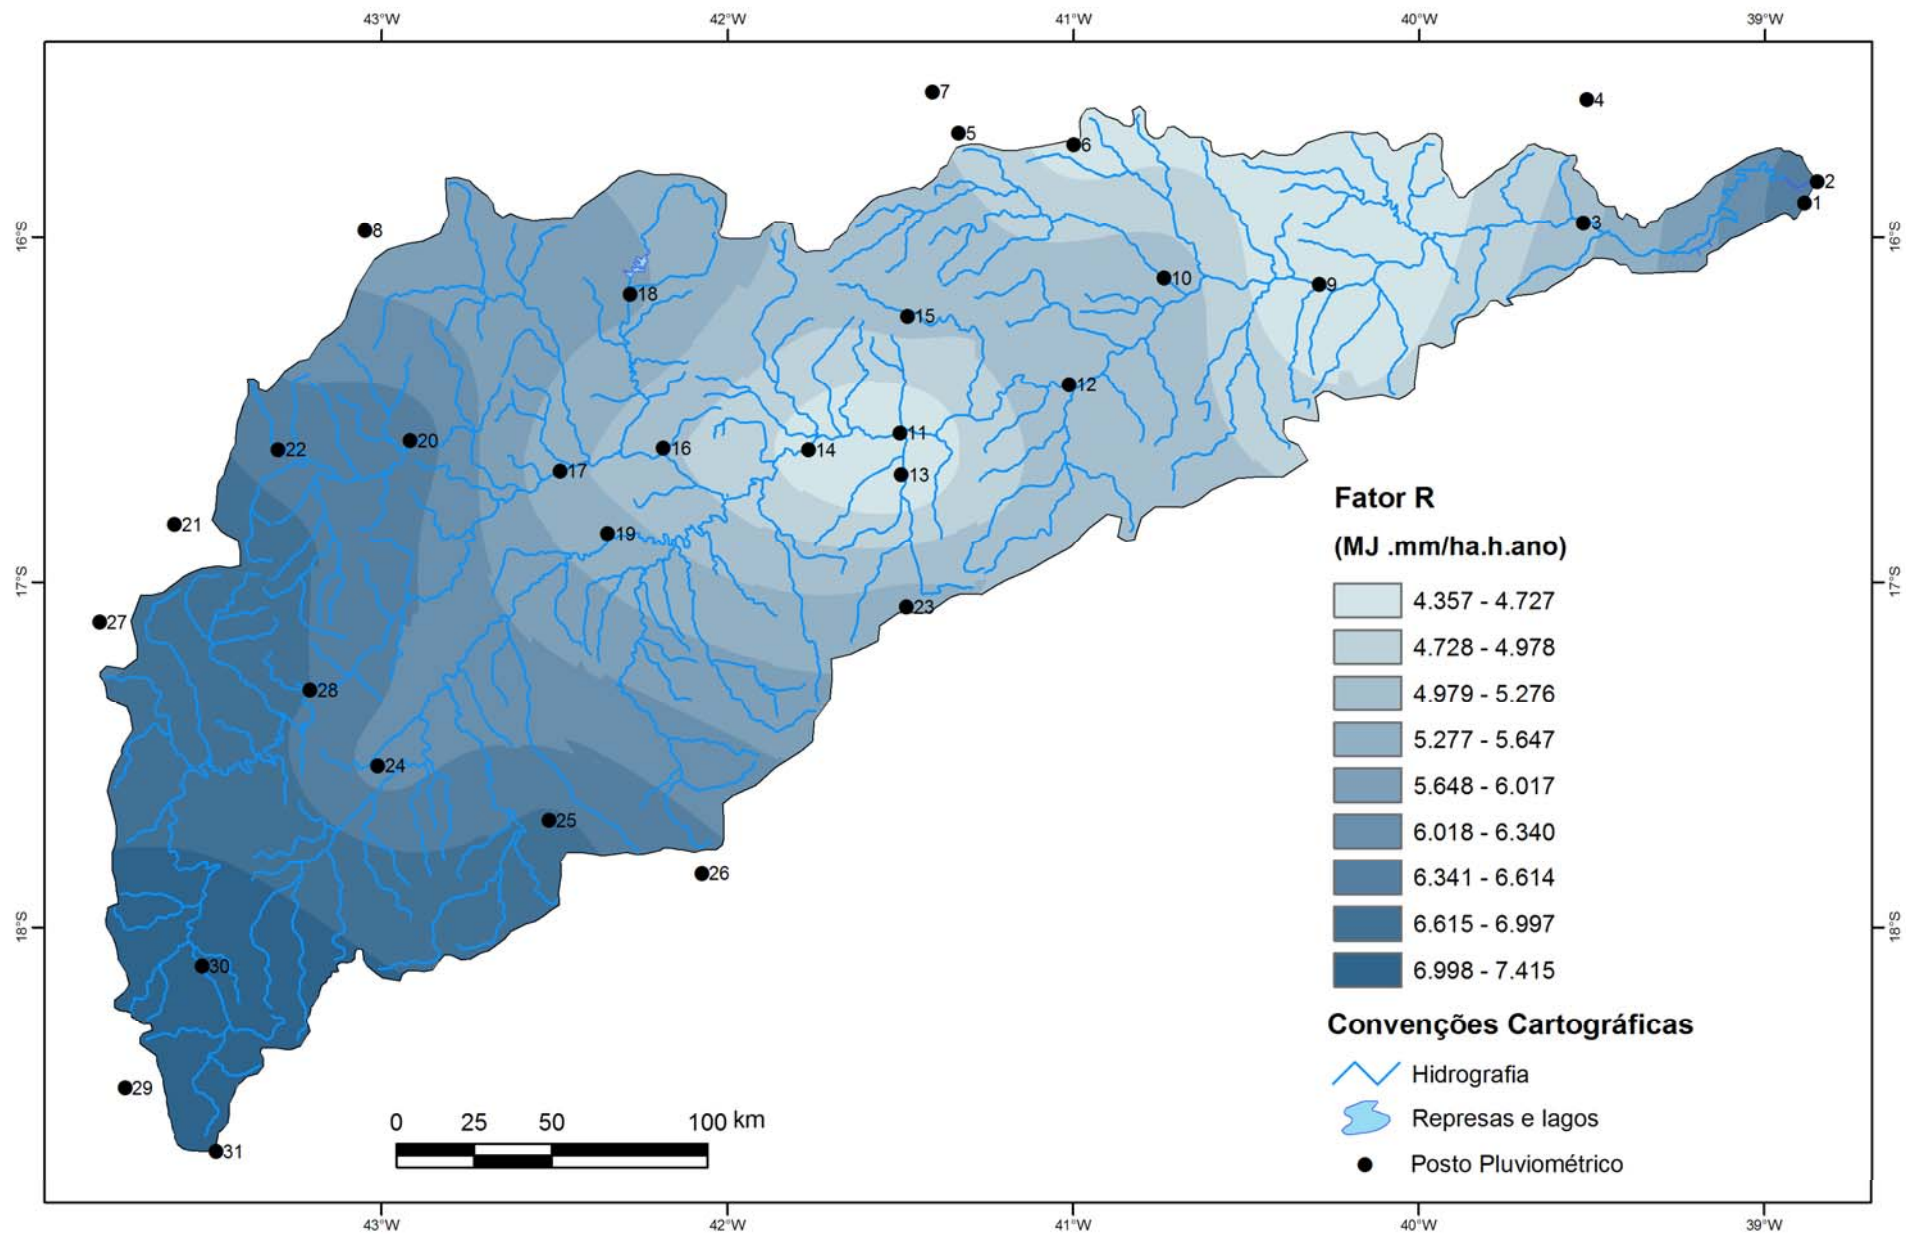 43°W 42°W 41°W 40°W 39°W
7
4
5
6
2
1
3
8
16°S 16°S
10
9
18
15
12
20
11
22
16
14
17
13
Fator R
21
19
(MJ .mm/ha.h.ano)
17°S 17°S
4.357 - 4.727
23
27
4.728 - 4.978
28
4.979 - 5.276
5.277 - 5.647
24
5.648 - 6.017
25
6.018 - 6.340
26
6.341 - 6.614
6.615 - 6.997
18°S 18°S
30
6.998 - 7.415
Convenções Cartográficas
Hidrografia
29
0 25 50 100 km
Represas e lagos
31
Posto Pluviométrico
43°W 42°W 41°W 40°W 39°W